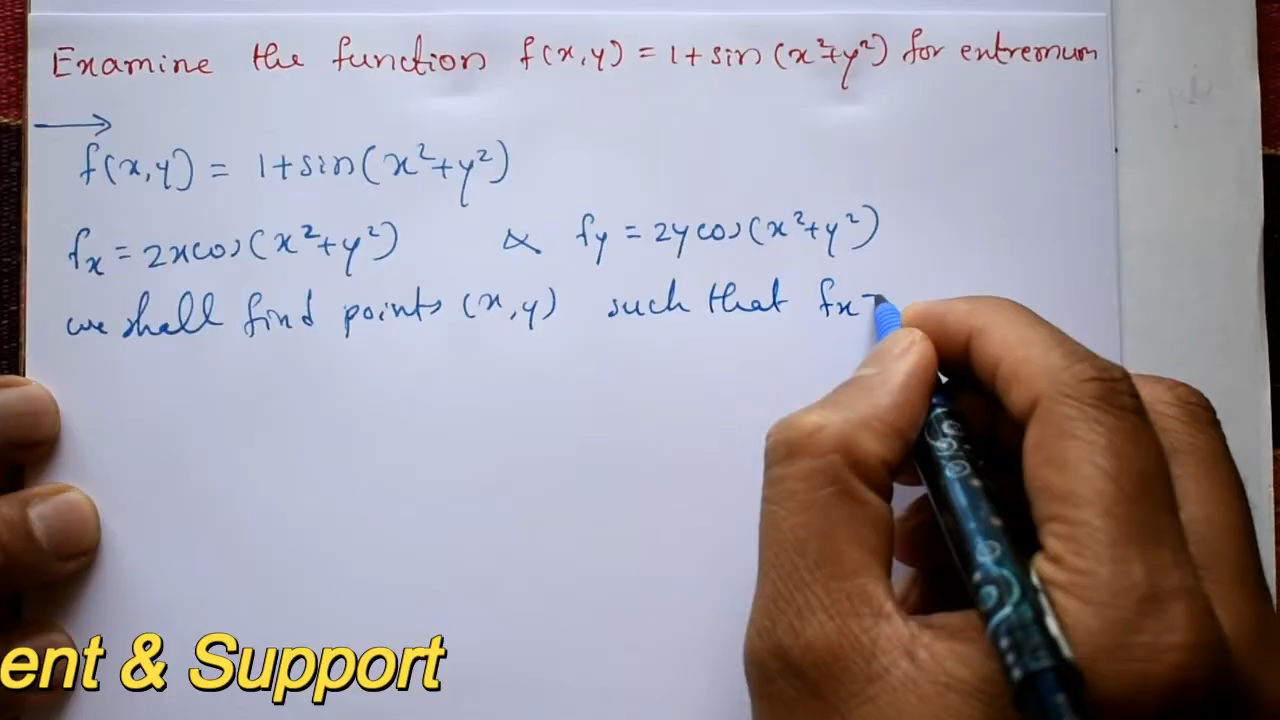 Examine the function f(x,y) = 1+sin(x²+y²) for extremum
→
f(x,y) = 1+sin(x²+y²)
fx = 2xcos(x²+y²) & fy = 2ycos(x²+y²)
we shall find points (x,y) such that fx =
ent & Support